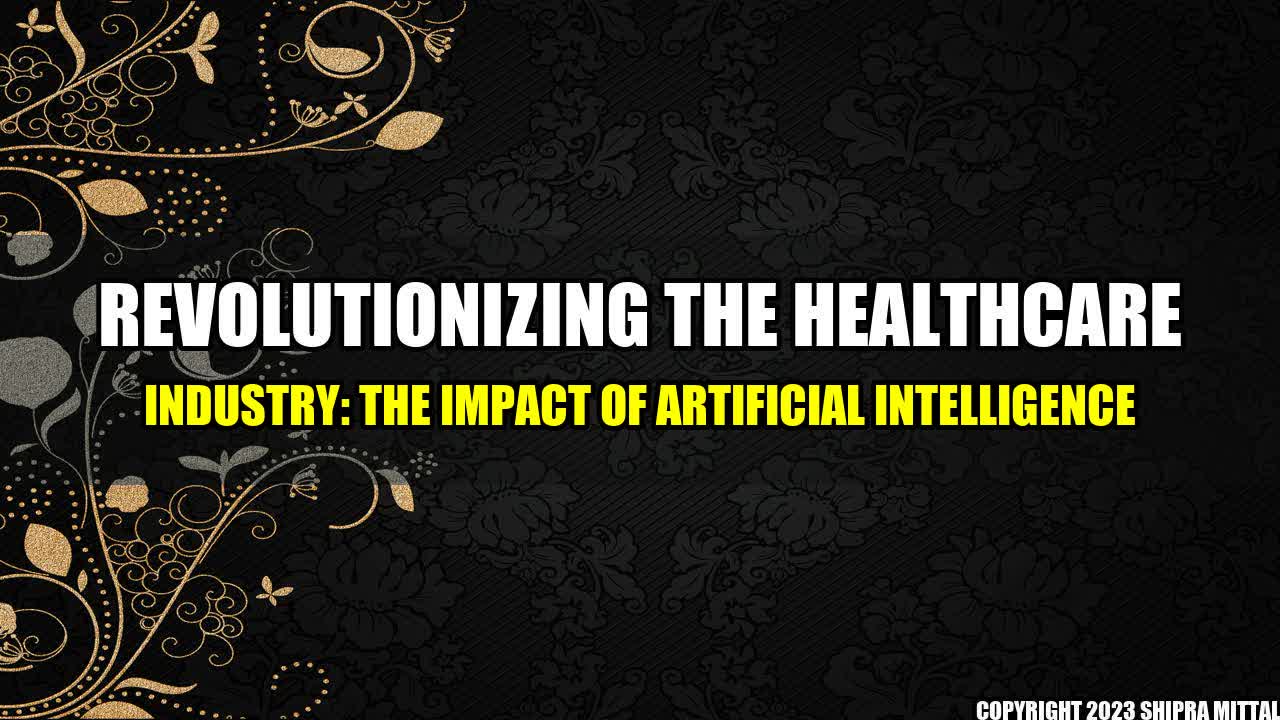 REVOLUTIONIZING THE HEALTHCARE
INDUSTRY: THE IMPACT OF ARTIFICIAL INTELLIGENCE
COPYRIGHT 2023 SHIPRA MITTAL